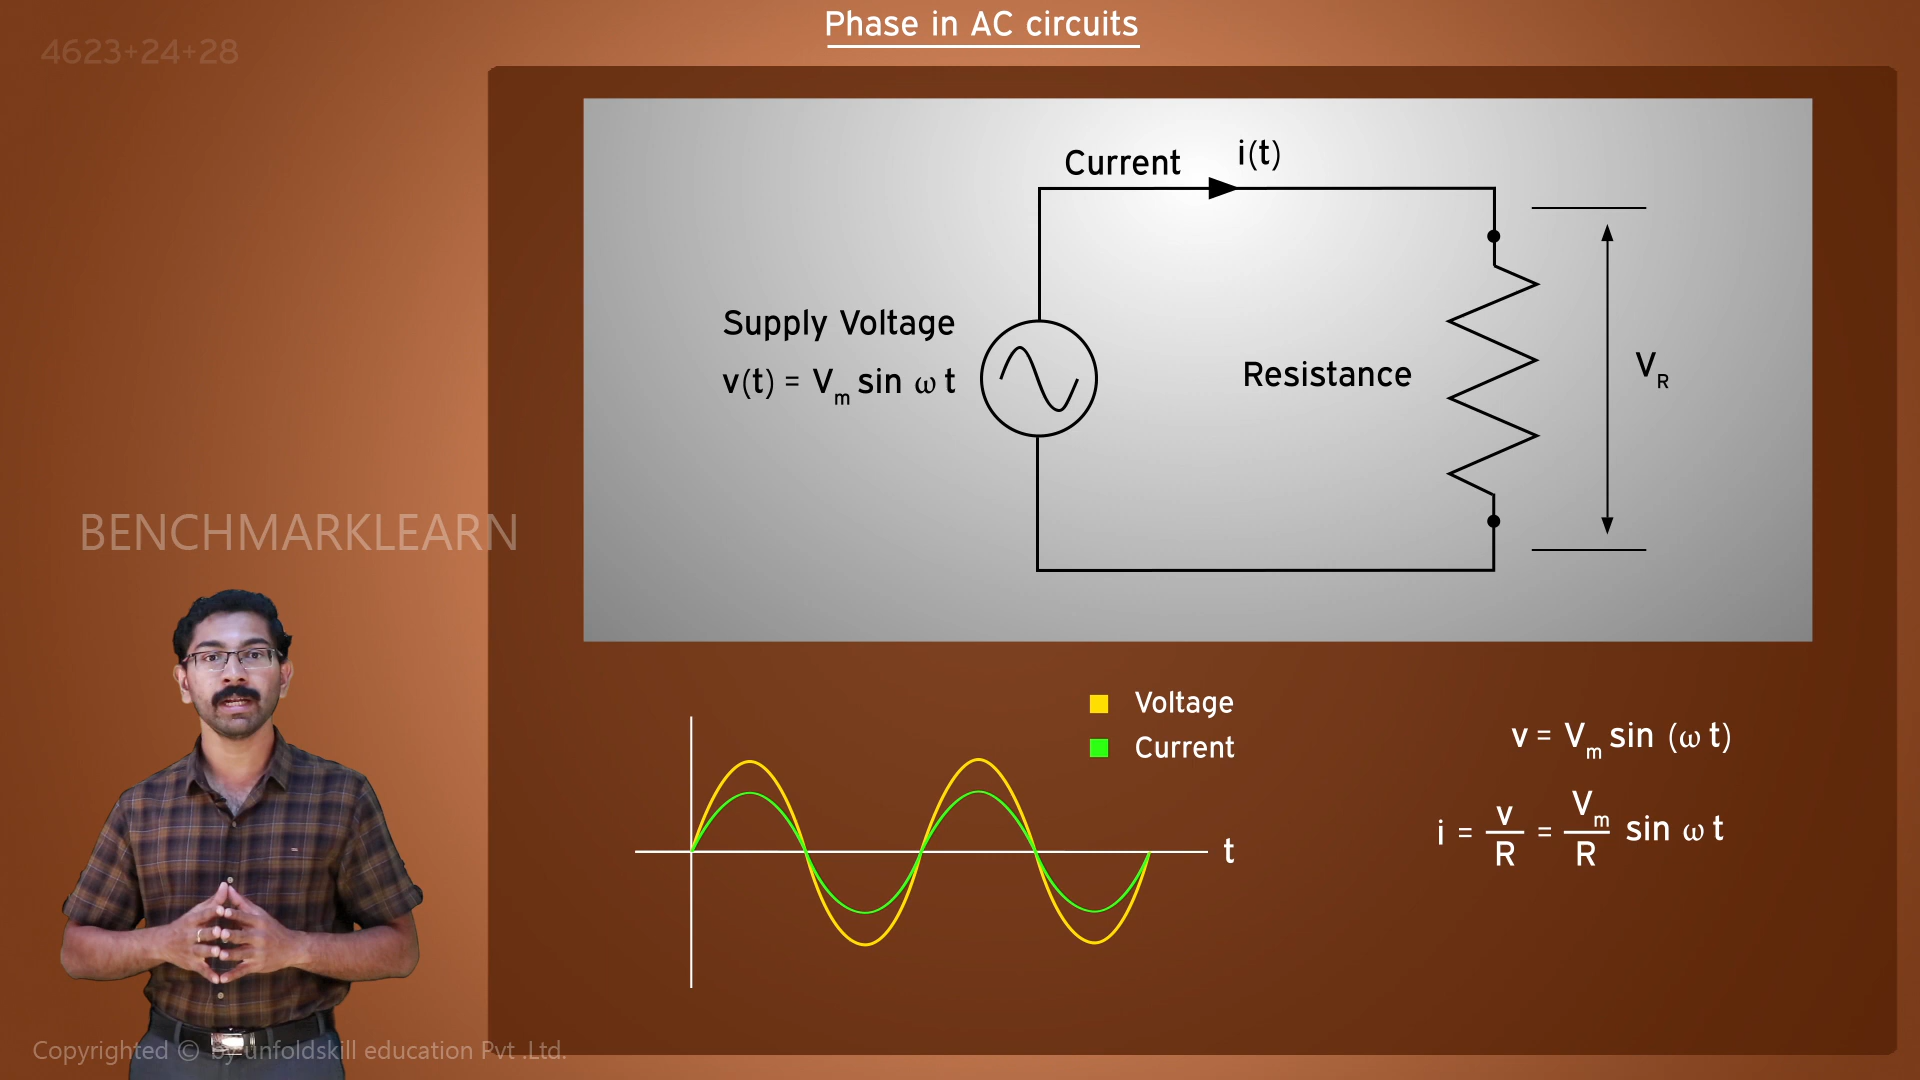 Phase in AC circuits
4623+24+28
Current
i(t)
Supply Voltage
v(t) = Vm sin ω t
Resistance
VR
BENCHMARKLEARN
Voltage
Current
t
v = Vm sin (ω t)
i = v/R = Vm/R sin ω t
Copyrighted © by unfoldskill education Pvt .Ltd.